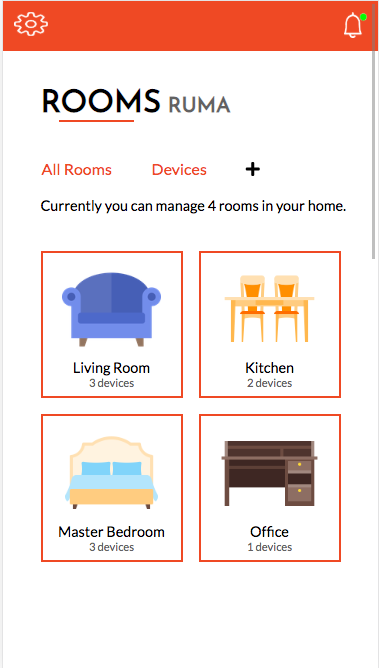 ROOMS RUMA
All Rooms Devices +
Currently you can manage 4 rooms in your home.
Living Room Kitchen
3 devices 2 devices
Master Bedroom Office
3 devices 1 devices